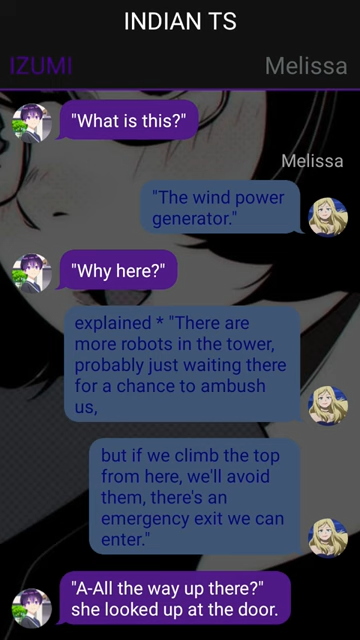 INDIAN TS
IZUMI
Melissa
"What is this?"
Melissa
"The wind power
generator."
"Why here?"
explained * "There are
more robots in the tower,
probably just waiting there
for a chance to ambush
us,
but if we climb the top
from here, we'll avoid
them, there's an
emergency exit we can
enter."
"A-All the way up there?"
she looked up at the door.